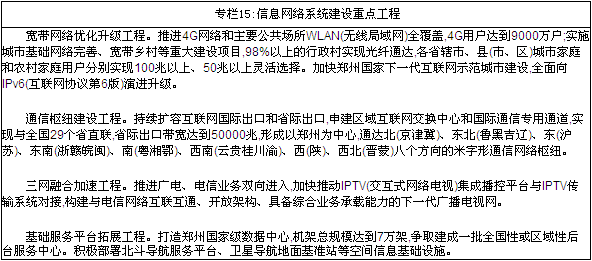 专栏15:信息网络系统建设重点工程
宽带网络优化升级工程。推进4G网络和主要公共场所WLAN(无线局域网)全覆盖,4G用户达到9000万户;实施
城市基础网络完善、宽带乡村等重大建设项目,98%以上的行政村实现光纤通达,各省辖市、县(市、区)城市家庭
和农村家庭用户分别实现100兆以上、50兆以上灵活选择。加快郑州国家下一代互联网示范城市建设,全面向
IPv6(互联网协议第6版)演进升级。
通信枢纽建设工程。持续扩容互联网国际出口和省际出口,申建区域互联网交换中心和国际通信专用通道,实
现与全国29个省直联,省际出口带宽达到50000兆,形成以郑州为中心,通达北(京津冀)、东北(鲁黑吉辽)、东(沪
苏)、东南(浙赣皖闽)、南(粤湘鄂)、西南(云贵桂川渝)、西(陕)、西北(晋蒙)八个方向的米字形通信网络枢纽。
三网融合加速工程。推进广电、电信业务双向进入,加快推动IPTV(交互式网络电视)集成播控平台与IPTV传
输系统对接,构建与电信网络互联互通、开放架构、具备综合业务承载能力的下一代广播电视网。
基础服务平台拓展工程。打造郑州国家级数据中心,机架总规模达到7万架,争取建成一批全国性或区域性后
台服务中心。积极部署北斗导航服务平台、卫星导航地面基准站等空间信息基础设施。